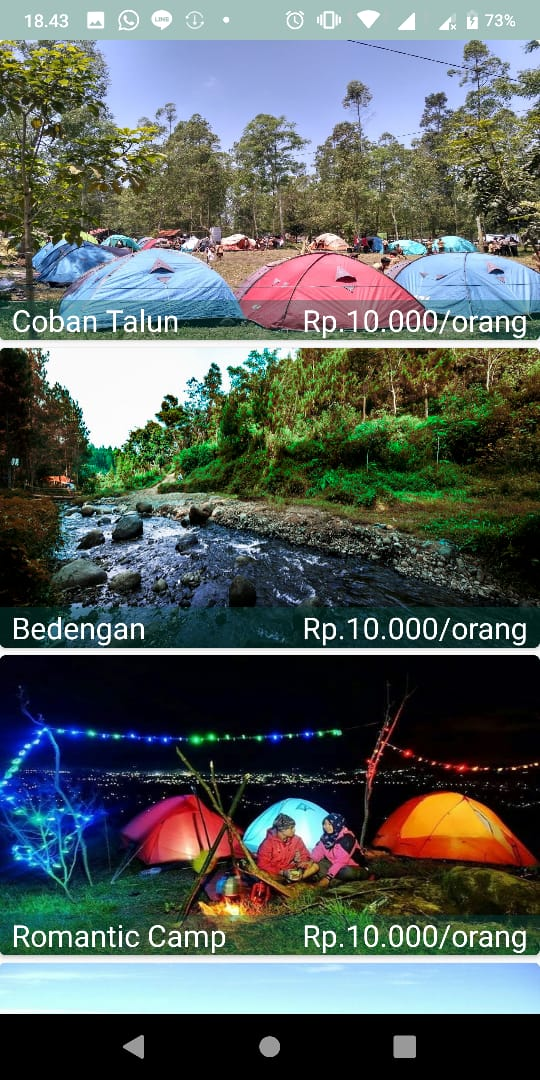 18.43
73%
Coban Talun Rp.10.000/orang
Bedengan Rp.10.000/orang
Romantic Camp Rp.10.000/orang